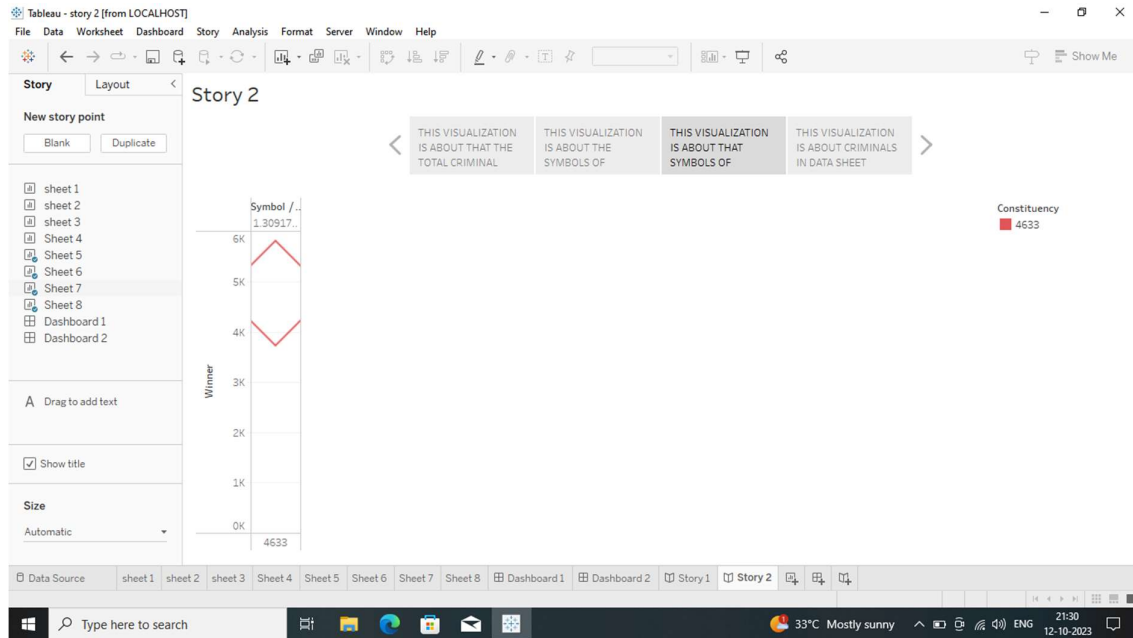 Tableau - story 2 [from LOCALHOST]
File Data Worksheet Dashboard Story Analysis Format Server Window Help
Show Me
Story Layout
New story point
Blank Duplicate
sheet 1
sheet 2
sheet 3
Sheet 4
Sheet 5
Sheet 6
Sheet 7
Sheet 8
Dashboard 1
Dashboard 2
A Drag to add text
Show title
Size
Automatic
Story 2
THIS VISUALIZATION
IS ABOUT THAT THE
TOTAL CRIMINAL
THIS VISUALIZATION
IS ABOUT THE
SYMBOLS OF
THIS VISUALIZATION
IS ABOUT THAT
SYMBOLS OF
THIS VISUALIZATION
IS ABOUT CRIMINALS
IN DATA SHEET
Symbol /..
1.30917..
6K
5K
4K
3K
2K
1K
0K
Winner
4633
Constituency
4633
Data Source sheet 1 sheet 2 sheet 3 Sheet 4 Sheet 5 Sheet 6 Sheet 7 Sheet 8 Dashboard 1 Dashboard 2 Story 1 Story 2
Type here to search
33°C Mostly sunny
ENG
21:30
12-10-2023